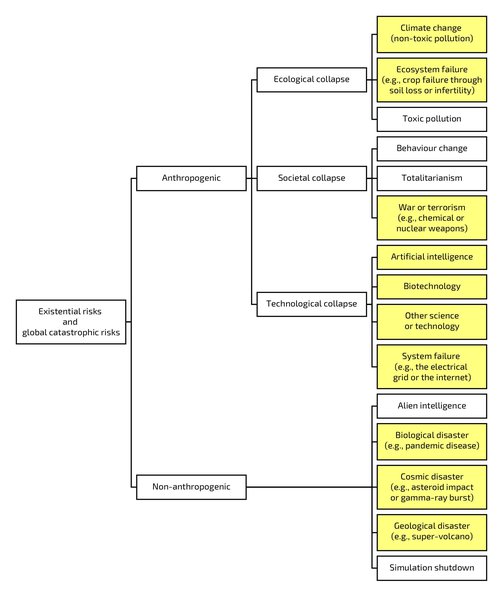 Existential risks
and
global catastrophic risks
Anthropogenic
Ecological collapse
Climate change
(non-toxic pollution)
Ecosystem failure
(e.g., crop failure through
soil loss or infertility)
Toxic pollution
Societal collapse
Behaviour change
Totalitarianism
War or terrorism
(e.g., chemical or
nuclear weapons)
Technological collapse
Artificial intelligence
Biotechnology
Other science
or technology
System failure
(e.g., the electrical
grid or the internet)
Non-anthropogenic
Alien intelligence
Biological disaster
(e.g., pandemic disease)
Cosmic disaster
(e.g., asteroid impact
or gamma-ray burst)
Geological disaster
(e.g., super-volcano)
Simulation shutdown